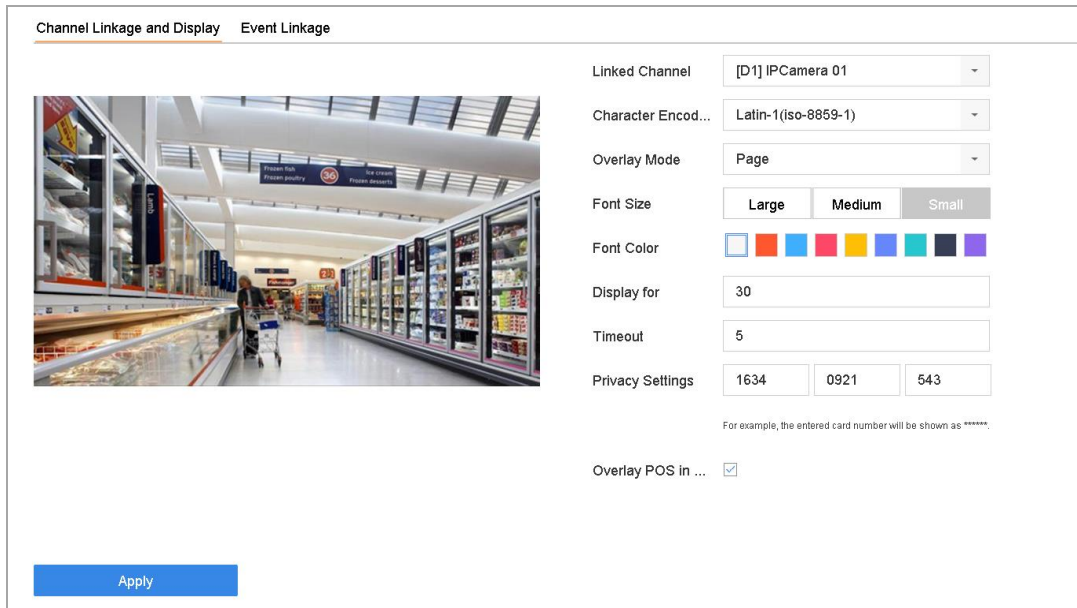 Channel Linkage and Display Event Linkage
Linked Channel [D1] IPCamera 01
Character Encod... Latin-1(iso-8859-1)
Overlay Mode Page
Font Size Large Medium Small
Font Color
Display for 30
Timeout 5
Privacy Settings 1634 0921 543
For example, the entered card number will be shown as ******.
Overlay POS in ...
Apply
Lamb
Frozen fish
Frozen poultry
36
Ice cream
Frozen desserts